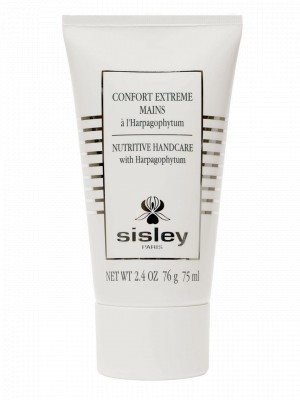 CONFORT EXTREME
MAINS
à l'Harpagophytum
NUTRITIVE HANDCARE
with Harpagophytum
sisley
PARIS
NET WT 2.4 OZ 76 g 75 ml